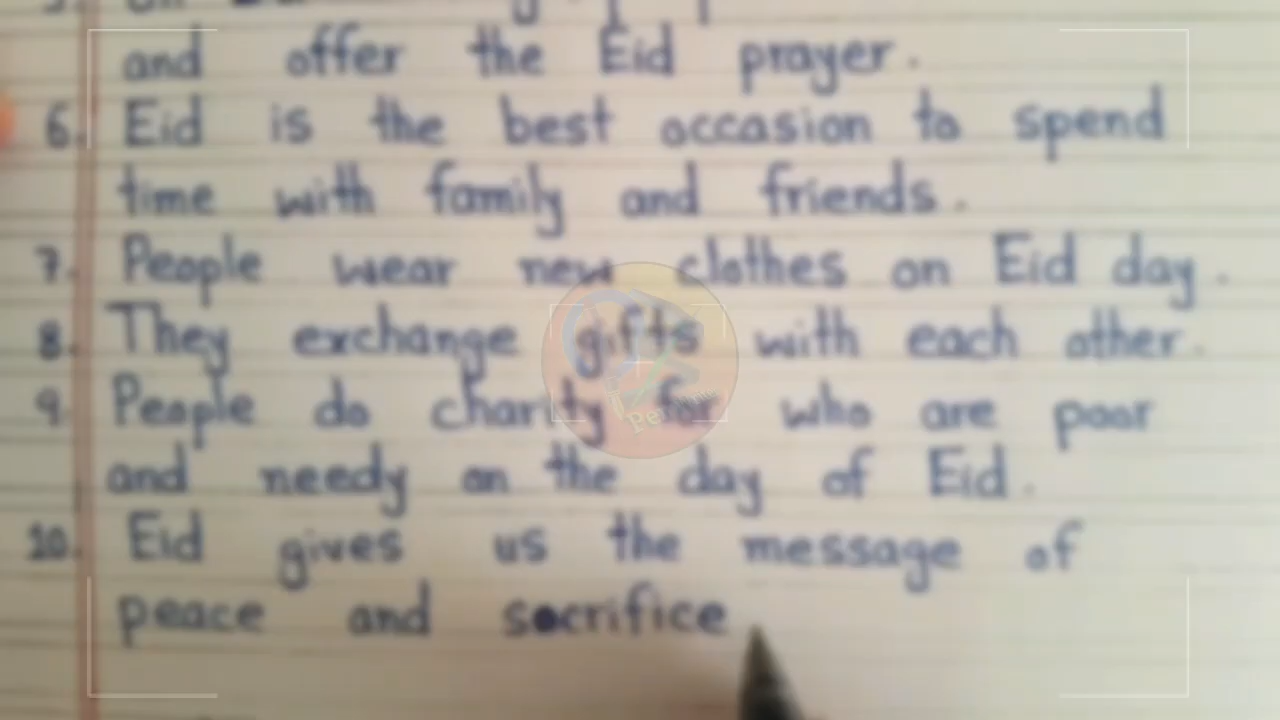 and offer the Eid prayer.
6. Eid is the best occasion to spend
time with family and friends.
7. People wear new clothes on Eid day.
8. They exchange gifts with each other.
9. People do charity for who are poor
and needy on the day of Eid.
10. Eid gives us the message of
peace and sacrifice